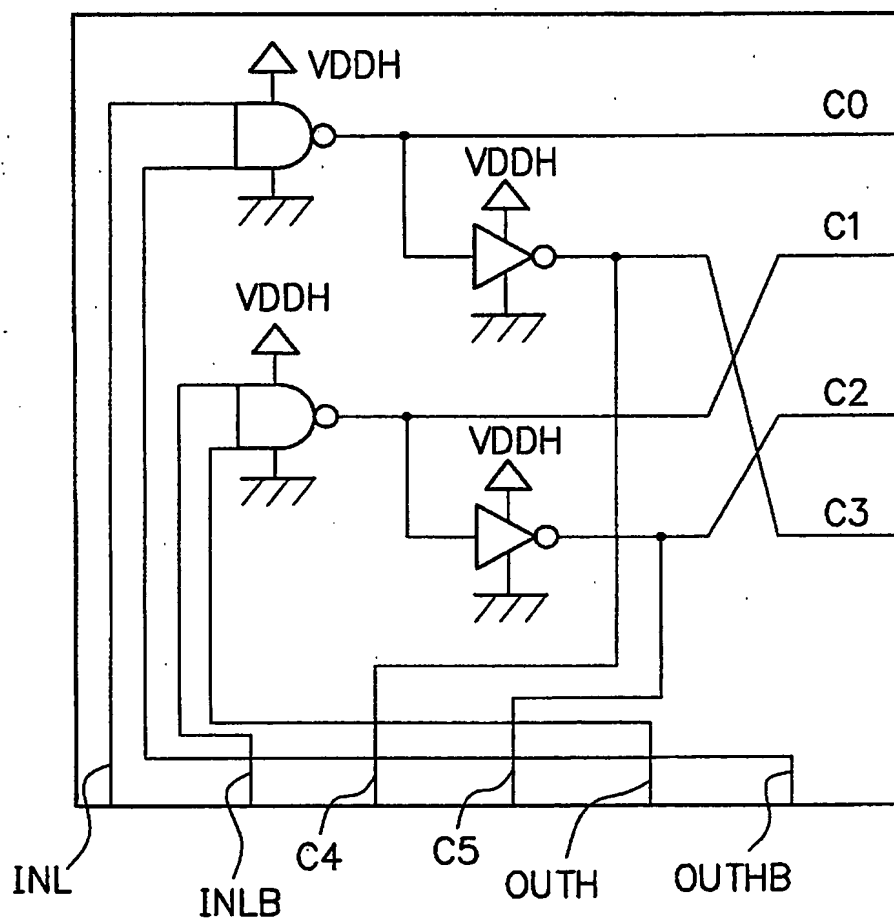 VDDH
C0
VDDH
C1
VDDH
C2
VDDH
C3
INL
INLB
C4
C5
OUTH
OUTHB